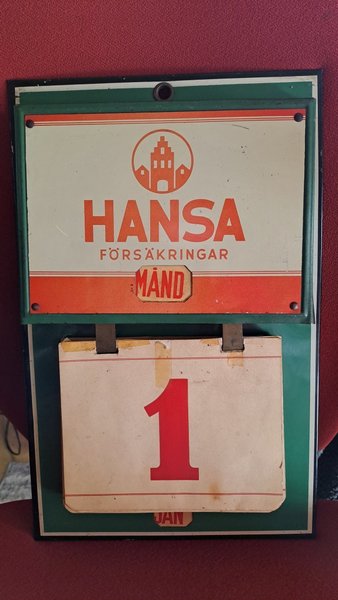 HANSA
FÖRSÄKRINGAR
MÅND
1
JAN